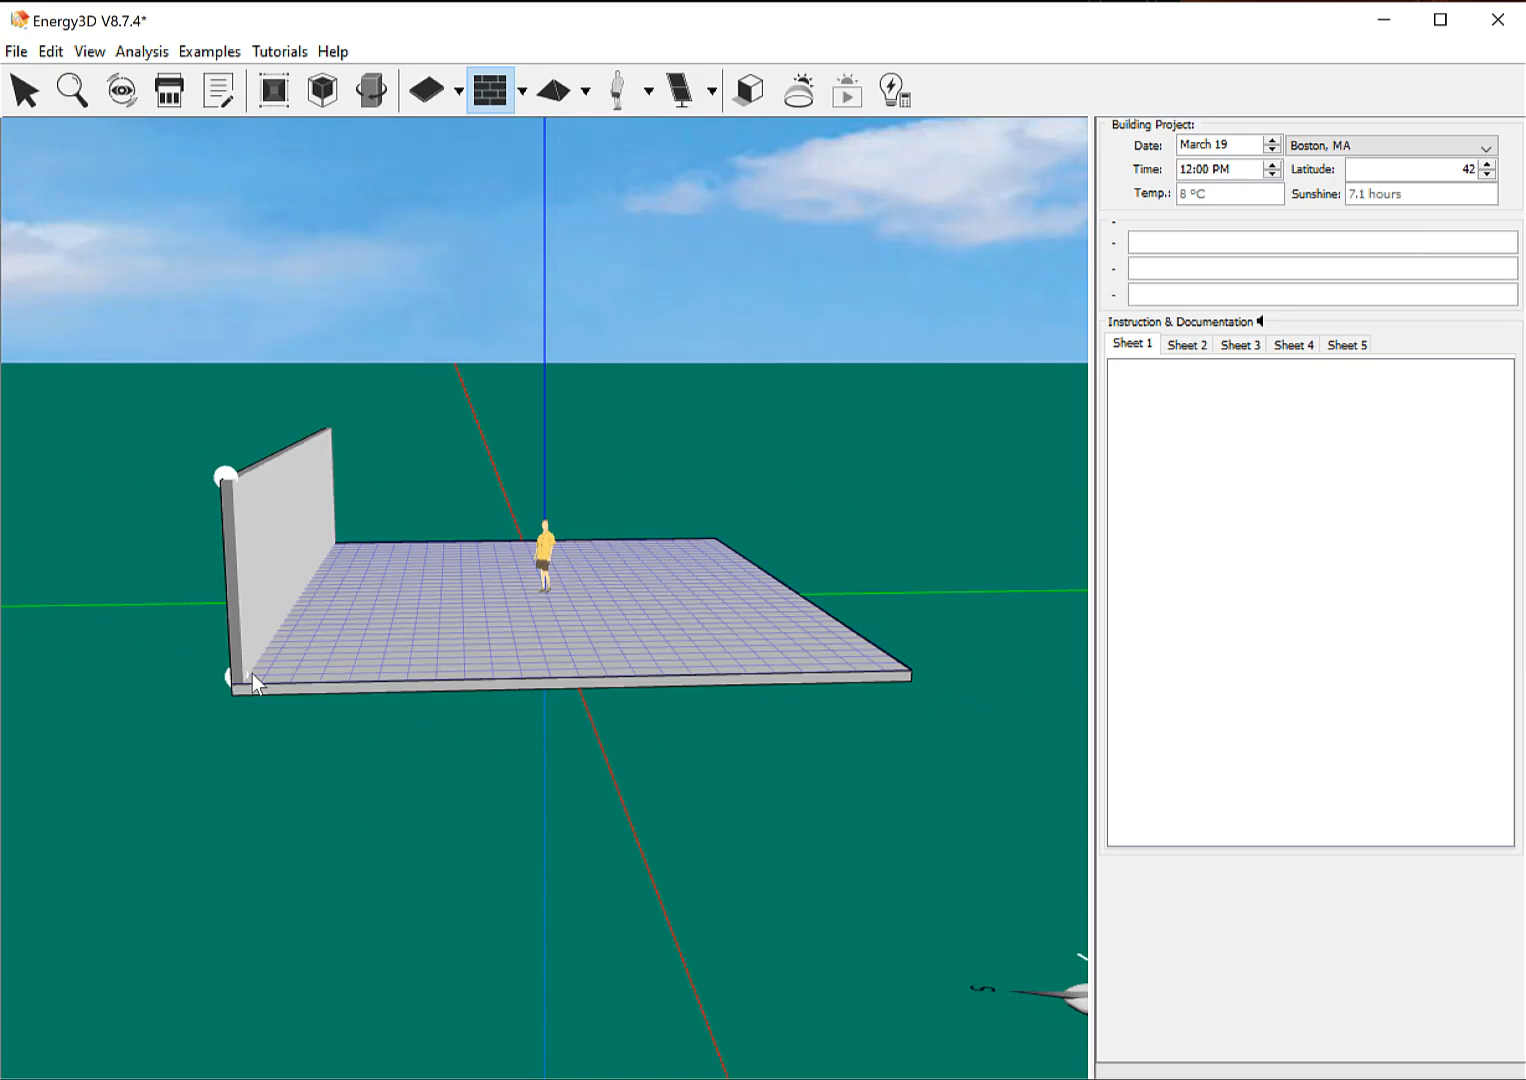 Energy3D V8.7.4*
File Edit View Analysis Examples Tutorials Help
Building Project:
Date: March 19 Boston, MA
Time: 12:00 PM Latitude: 42
Temp.: 8 ºC Sunshine: 7.1 hours
-
-
-
-
Instruction & Documentation
Sheet 1 Sheet 2 Sheet 3 Sheet 4 Sheet 5
S